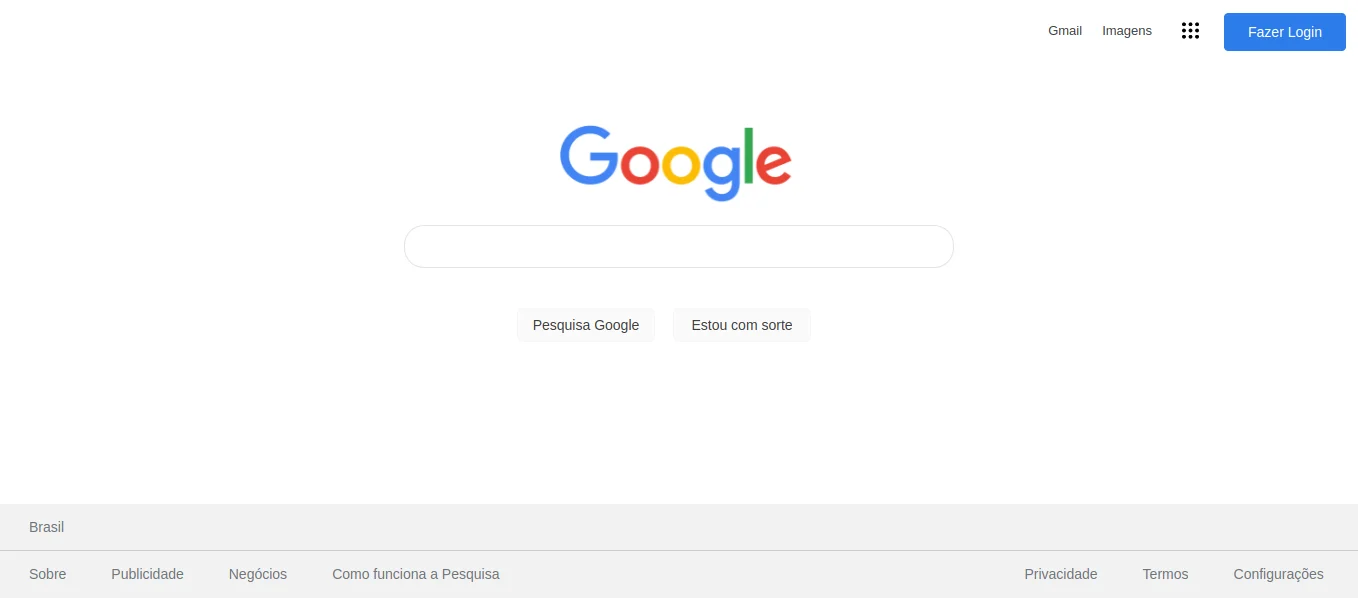 Gmail Imagens Fazer Login
Google
Pesquisa Google Estou com sorte
Brasil
Sobre Publicidade Negócios Como funciona a Pesquisa Privacidade Termos Configurações